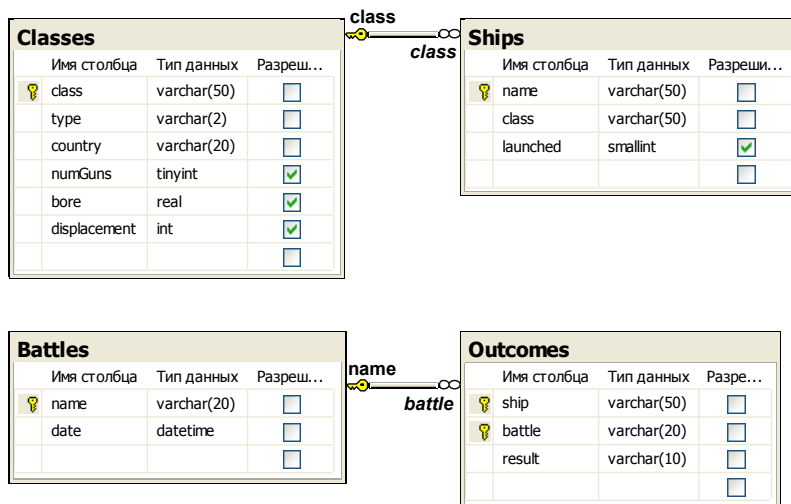 Classes
Имя столбца Тип данных Разреш...
class varchar(50)
type varchar(2)
country varchar(20)
numGuns tinyint
bore real
displacement int
class
class
Ships
Имя столбца Тип данных Разреши...
name varchar(50)
class varchar(50)
launched smallint
Battles
Имя столбца Тип данных Разреш...
name varchar(20)
date datetime
name
battle
Outcomes
Имя столбца Тип данных Разре...
ship varchar(50)
battle varchar(20)
result varchar(10)